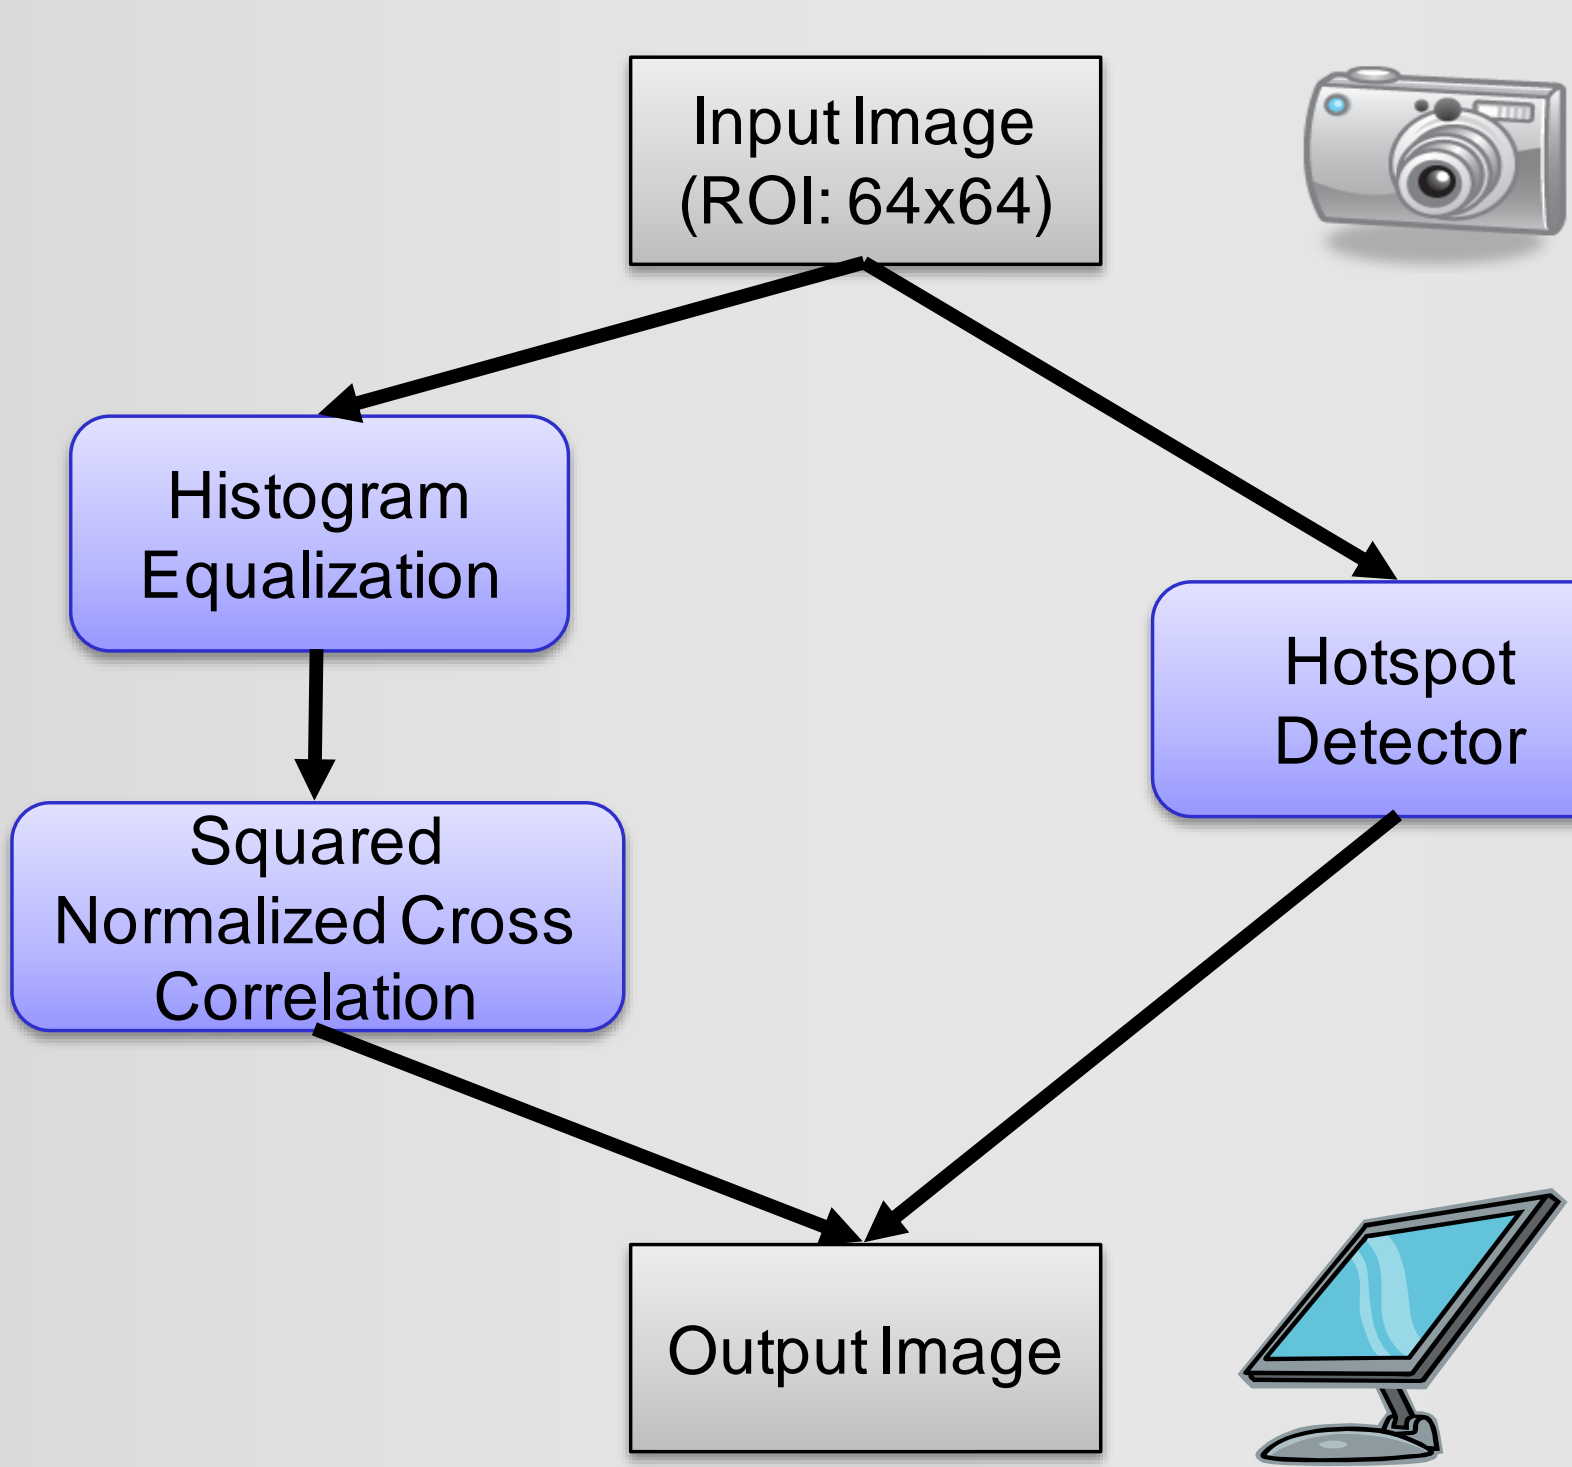 Input Image
(ROI: 64x64)
Histogram
Equalization
Hotspot
Detector
Squared
Normalized Cross
Correlation
Output Image